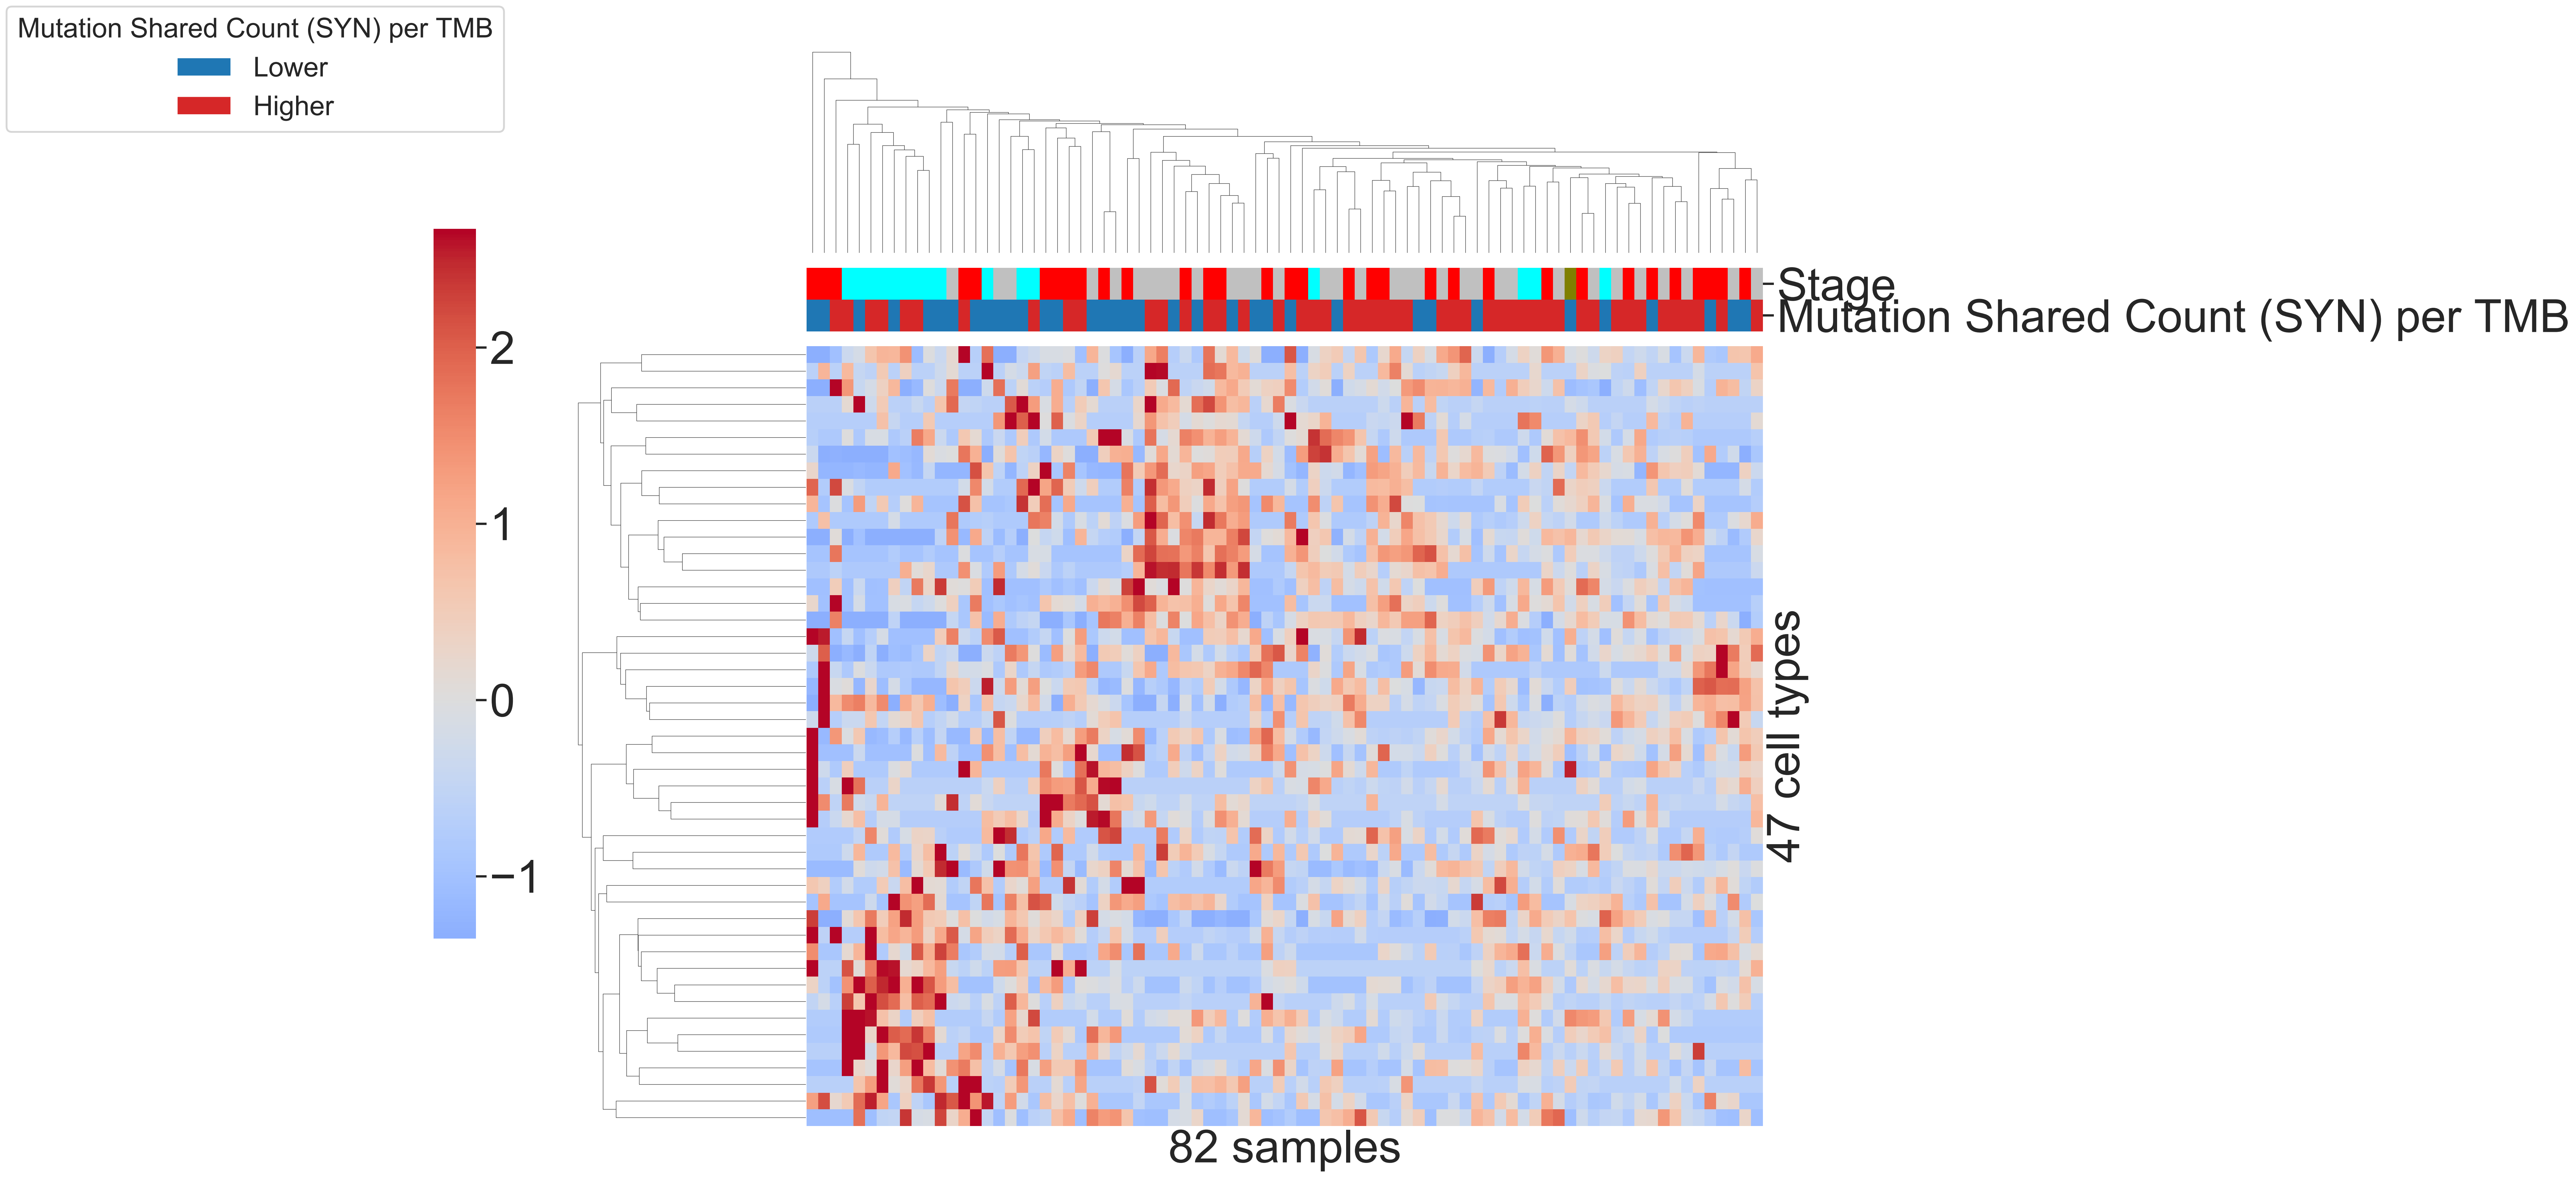 Mutation Shared Count (SYN) per TMB
Lower
Higher
Stage
Mutation Shared Count (SYN) per TMB
2
1
0
−1
47 cell types
82 samples